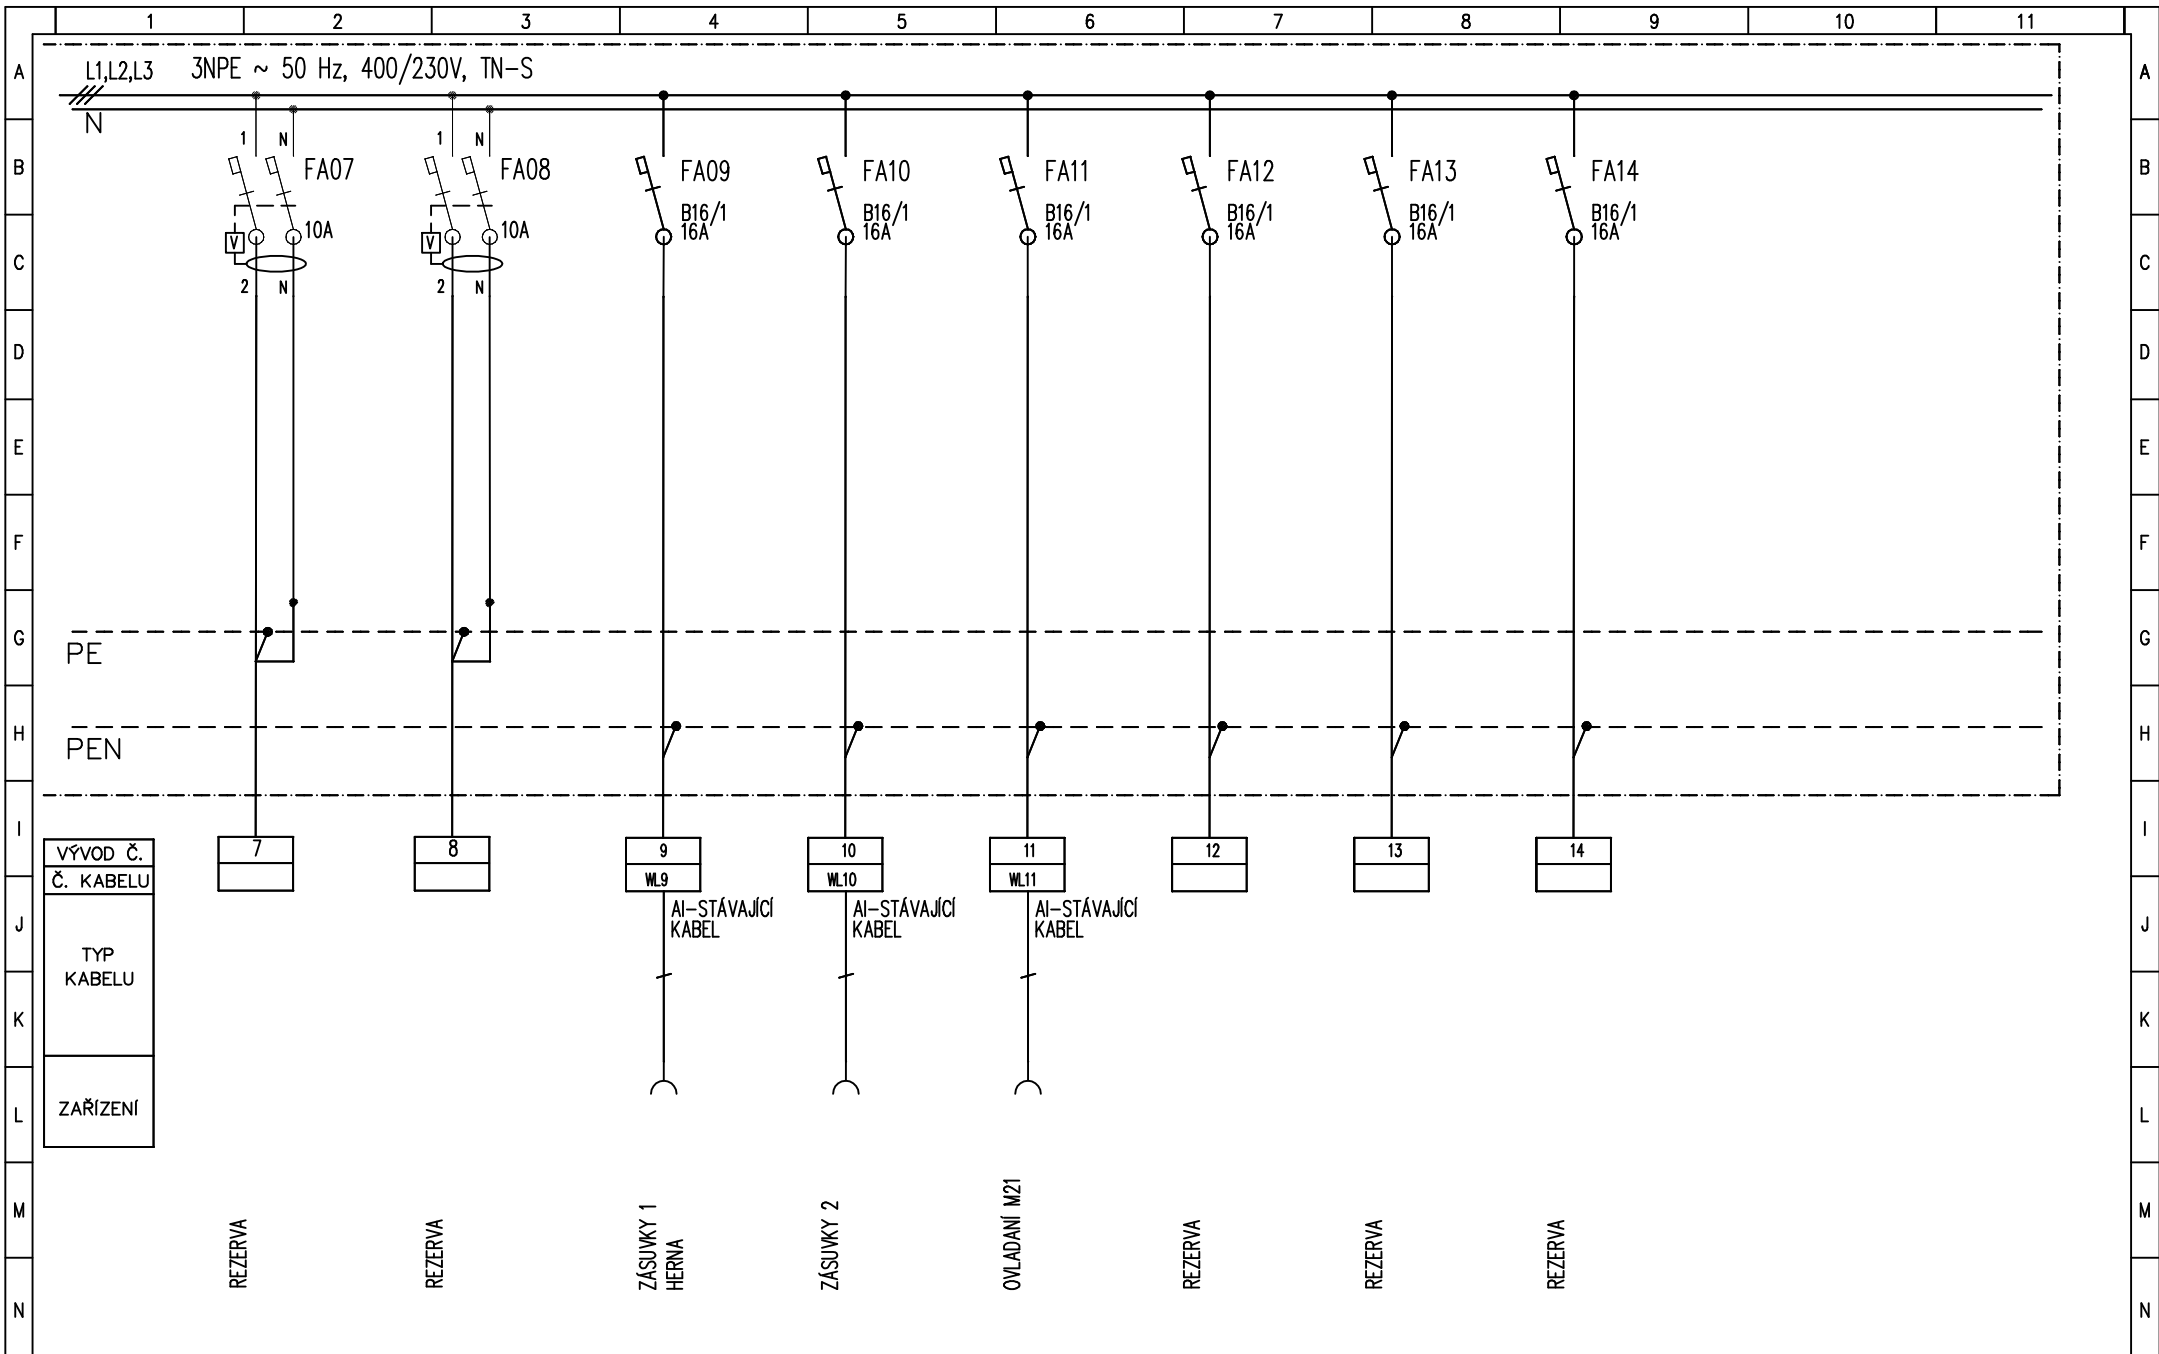 1 2 3 4 5 6 7 8 9 10 11
A L1,L2,L3 3NPE ~ 50 Hz, 400/230V, TN-S A
N
1 N 1 N
B FA07 FA08 FA09 FA10 FA11 FA12 FA13 FA14 B
B16/1 B16/1 B16/1 B16/1 B16/1 B16/1
V 10A V 10A 16A 16A 16A 16A 16A 16A
C C
2 N 2 N
D D
E E
F F
G G
PE
H H
PEN
I I
VÝVOD Č. 7 8 9 10 11 12 13 14
Č. KABELU WL9 WL10 WL11
AI-STÁVAJÍCÍ AI-STÁVAJÍCÍ AI-STÁVAJÍCÍ
J KABEL KABEL KABEL J
TYP
KABELU
K K
L ZAŘÍZENÍ L
M M
REZERVA
REZERVA
ZÁSUVKY 1
HERNA
ZÁSUVKY 2
OVLADANÍ M21
REZERVA
REZERVA
REZERVA
N N